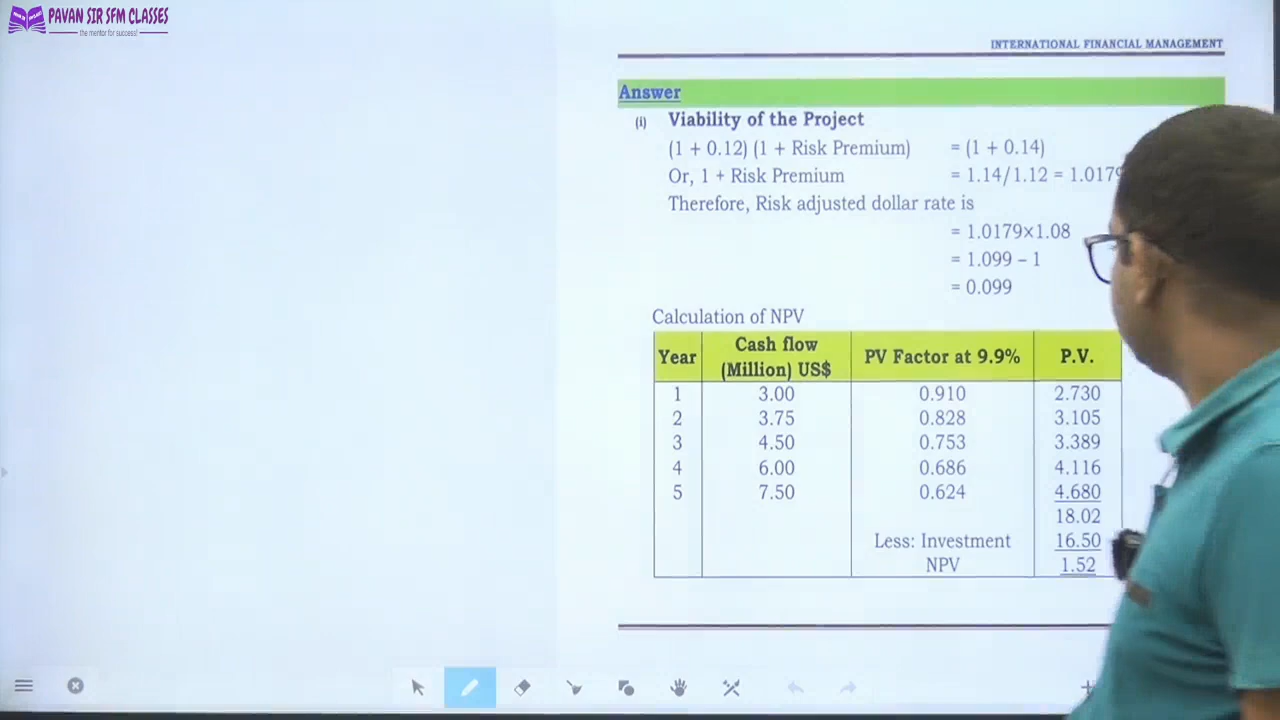 PAVAN SIR SFM CLASSES
the mentor for success!
INTERNATIONAL FINANCIAL MANAGEMENT
Answer
(i) Viability of the Project
(1 + 0.12) (1 + Risk Premium) = (1 + 0.14)
Or, 1 + Risk Premium = 1.14/1.12 = 1.0179
Therefore, Risk adjusted dollar rate is
= 1.0179×1.08
= 1.099 – 1
= 0.099
Calculation of NPV
Year Cash flow (Million) US$ PV Factor at 9.9% P.V.
1 3.00 0.910 2.730
2 3.75 0.828 3.105
3 4.50 0.753 3.389
4 6.00 0.686 4.116
5 7.50 0.624 4.680
18.02
Less: Investment 16.50
NPV 1.52